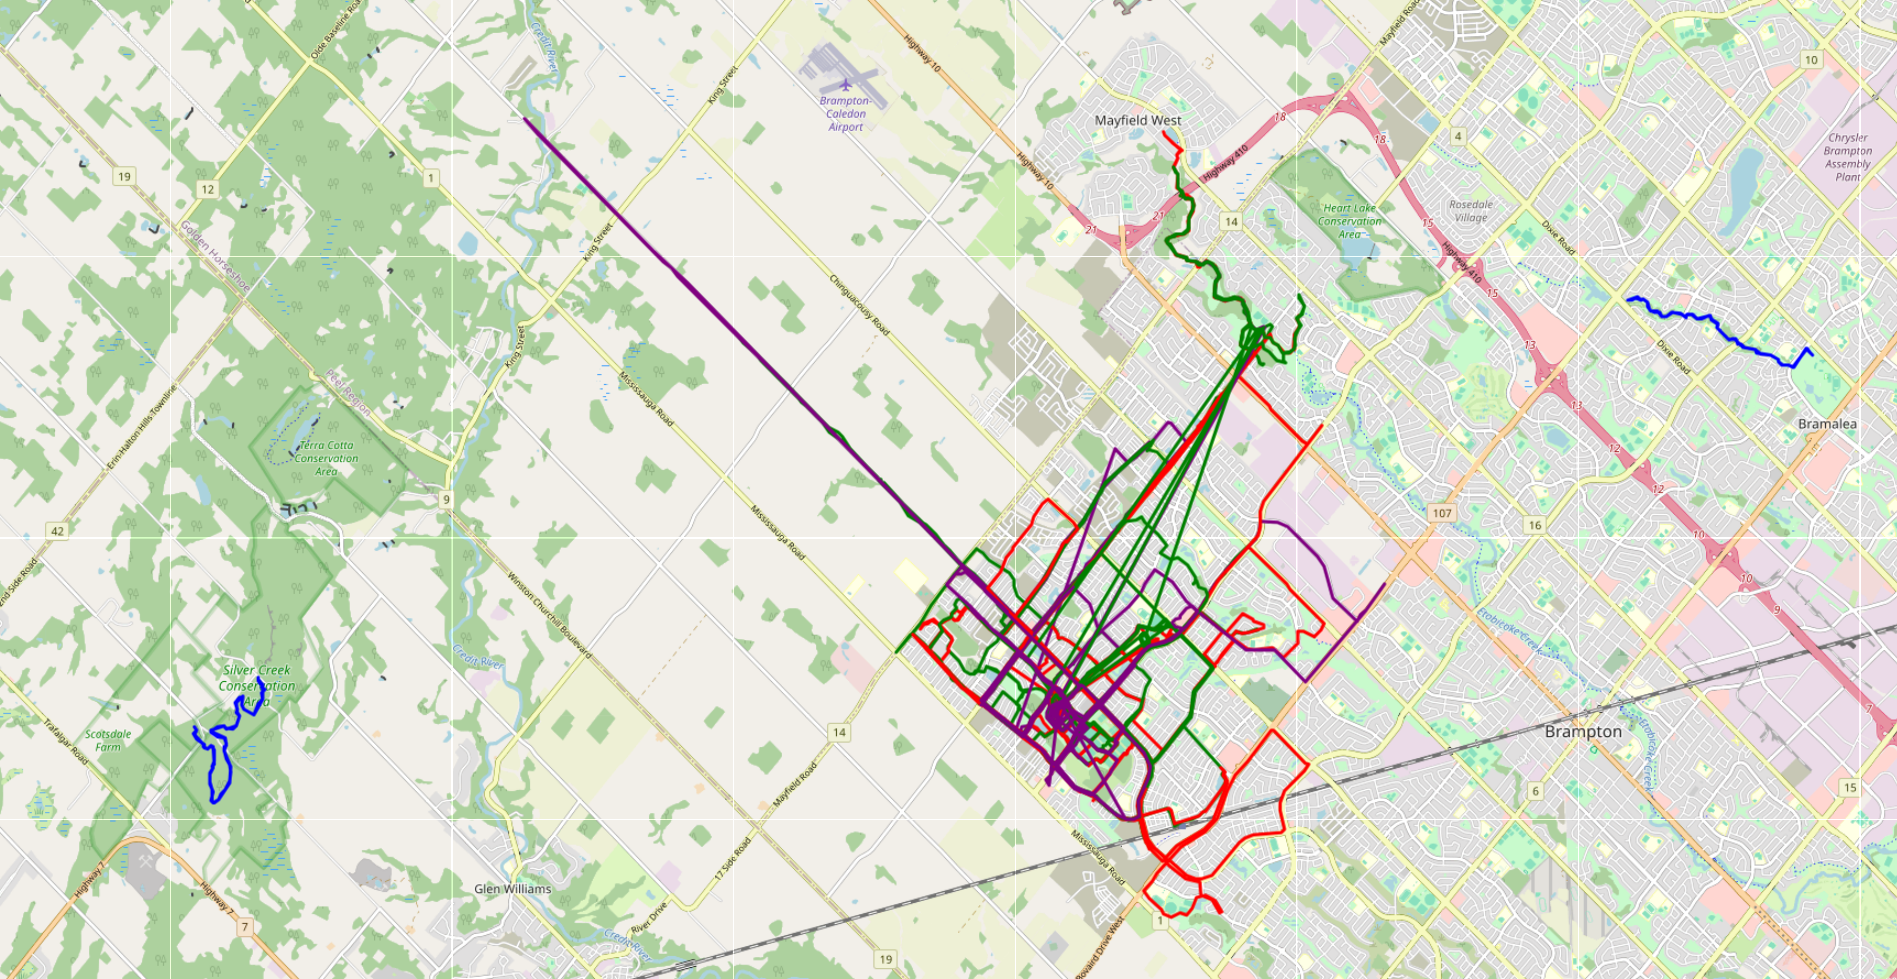 Olde Baseline Road
Credit River
King Street
Highway 10
Mayfield Road
10
Brampton-
Caledon
Airport
Mayfield West
18
18
4
Chrysler
Brampton
Assembly
Plant
19
12
1
Highway 10
Highway 410
Golden Horseshoe
King Street
21
21
14
Heart Lake
Conservation
Area
Rosedale
Village
15
Dixie Road
Highway 410
15
Chinguacousy Road
King Street
13
Dixie Road
Peel Region
Mississauga Road
13
Erin-Halton Hills Townline
Terra Cotta
Conservation
Area
Bramalea
12
9
12
42
Mississauga Road
107
16
10
Winston Churchill Boulevard
2nd Side Road
10
9
Etobicoke Creek
Credit River
Silver Creek
Conservation
Area
7
Trafalgar Road
Scotsdale
Farm
14
Brampton
Etobicoke Creek
Mayfield Road
6
15
Mississauga Road
17 Side Road
Highway 7
Highway 7
Glen Williams
7
River Drive
1
Credit River
Bovaird Drive West
19